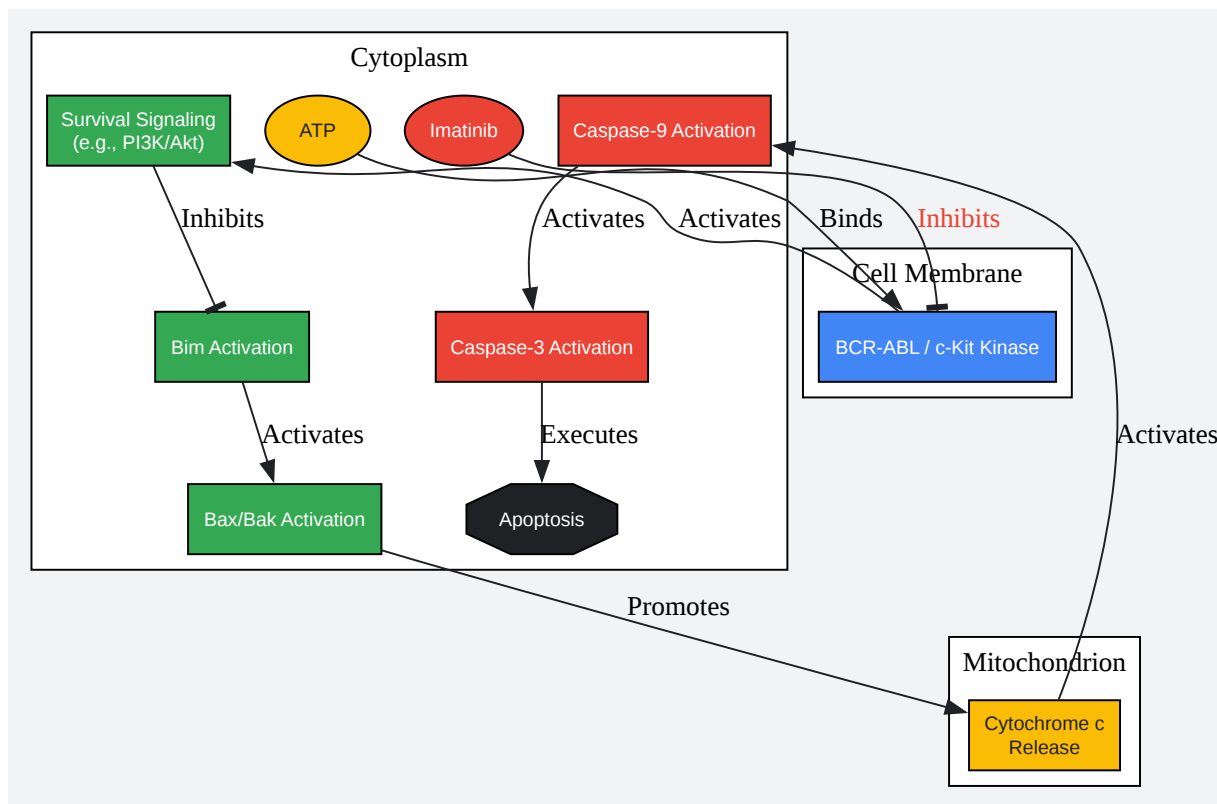 Cytoplasm
Survival Signaling
(e.g., PI3K/Akt)
ATP
Imatinib
Caspase-9 Activation
Inhibits
Activates
Activates
Binds
Inhibits
Cell Membrane
Bim Activation
Caspase-3 Activation
BCR-ABL / c-Kit Kinase
Activates
Executes
Activates
Bax/Bak Activation
Apoptosis
Promotes
Mitochondrion
Cytochrome c
Release